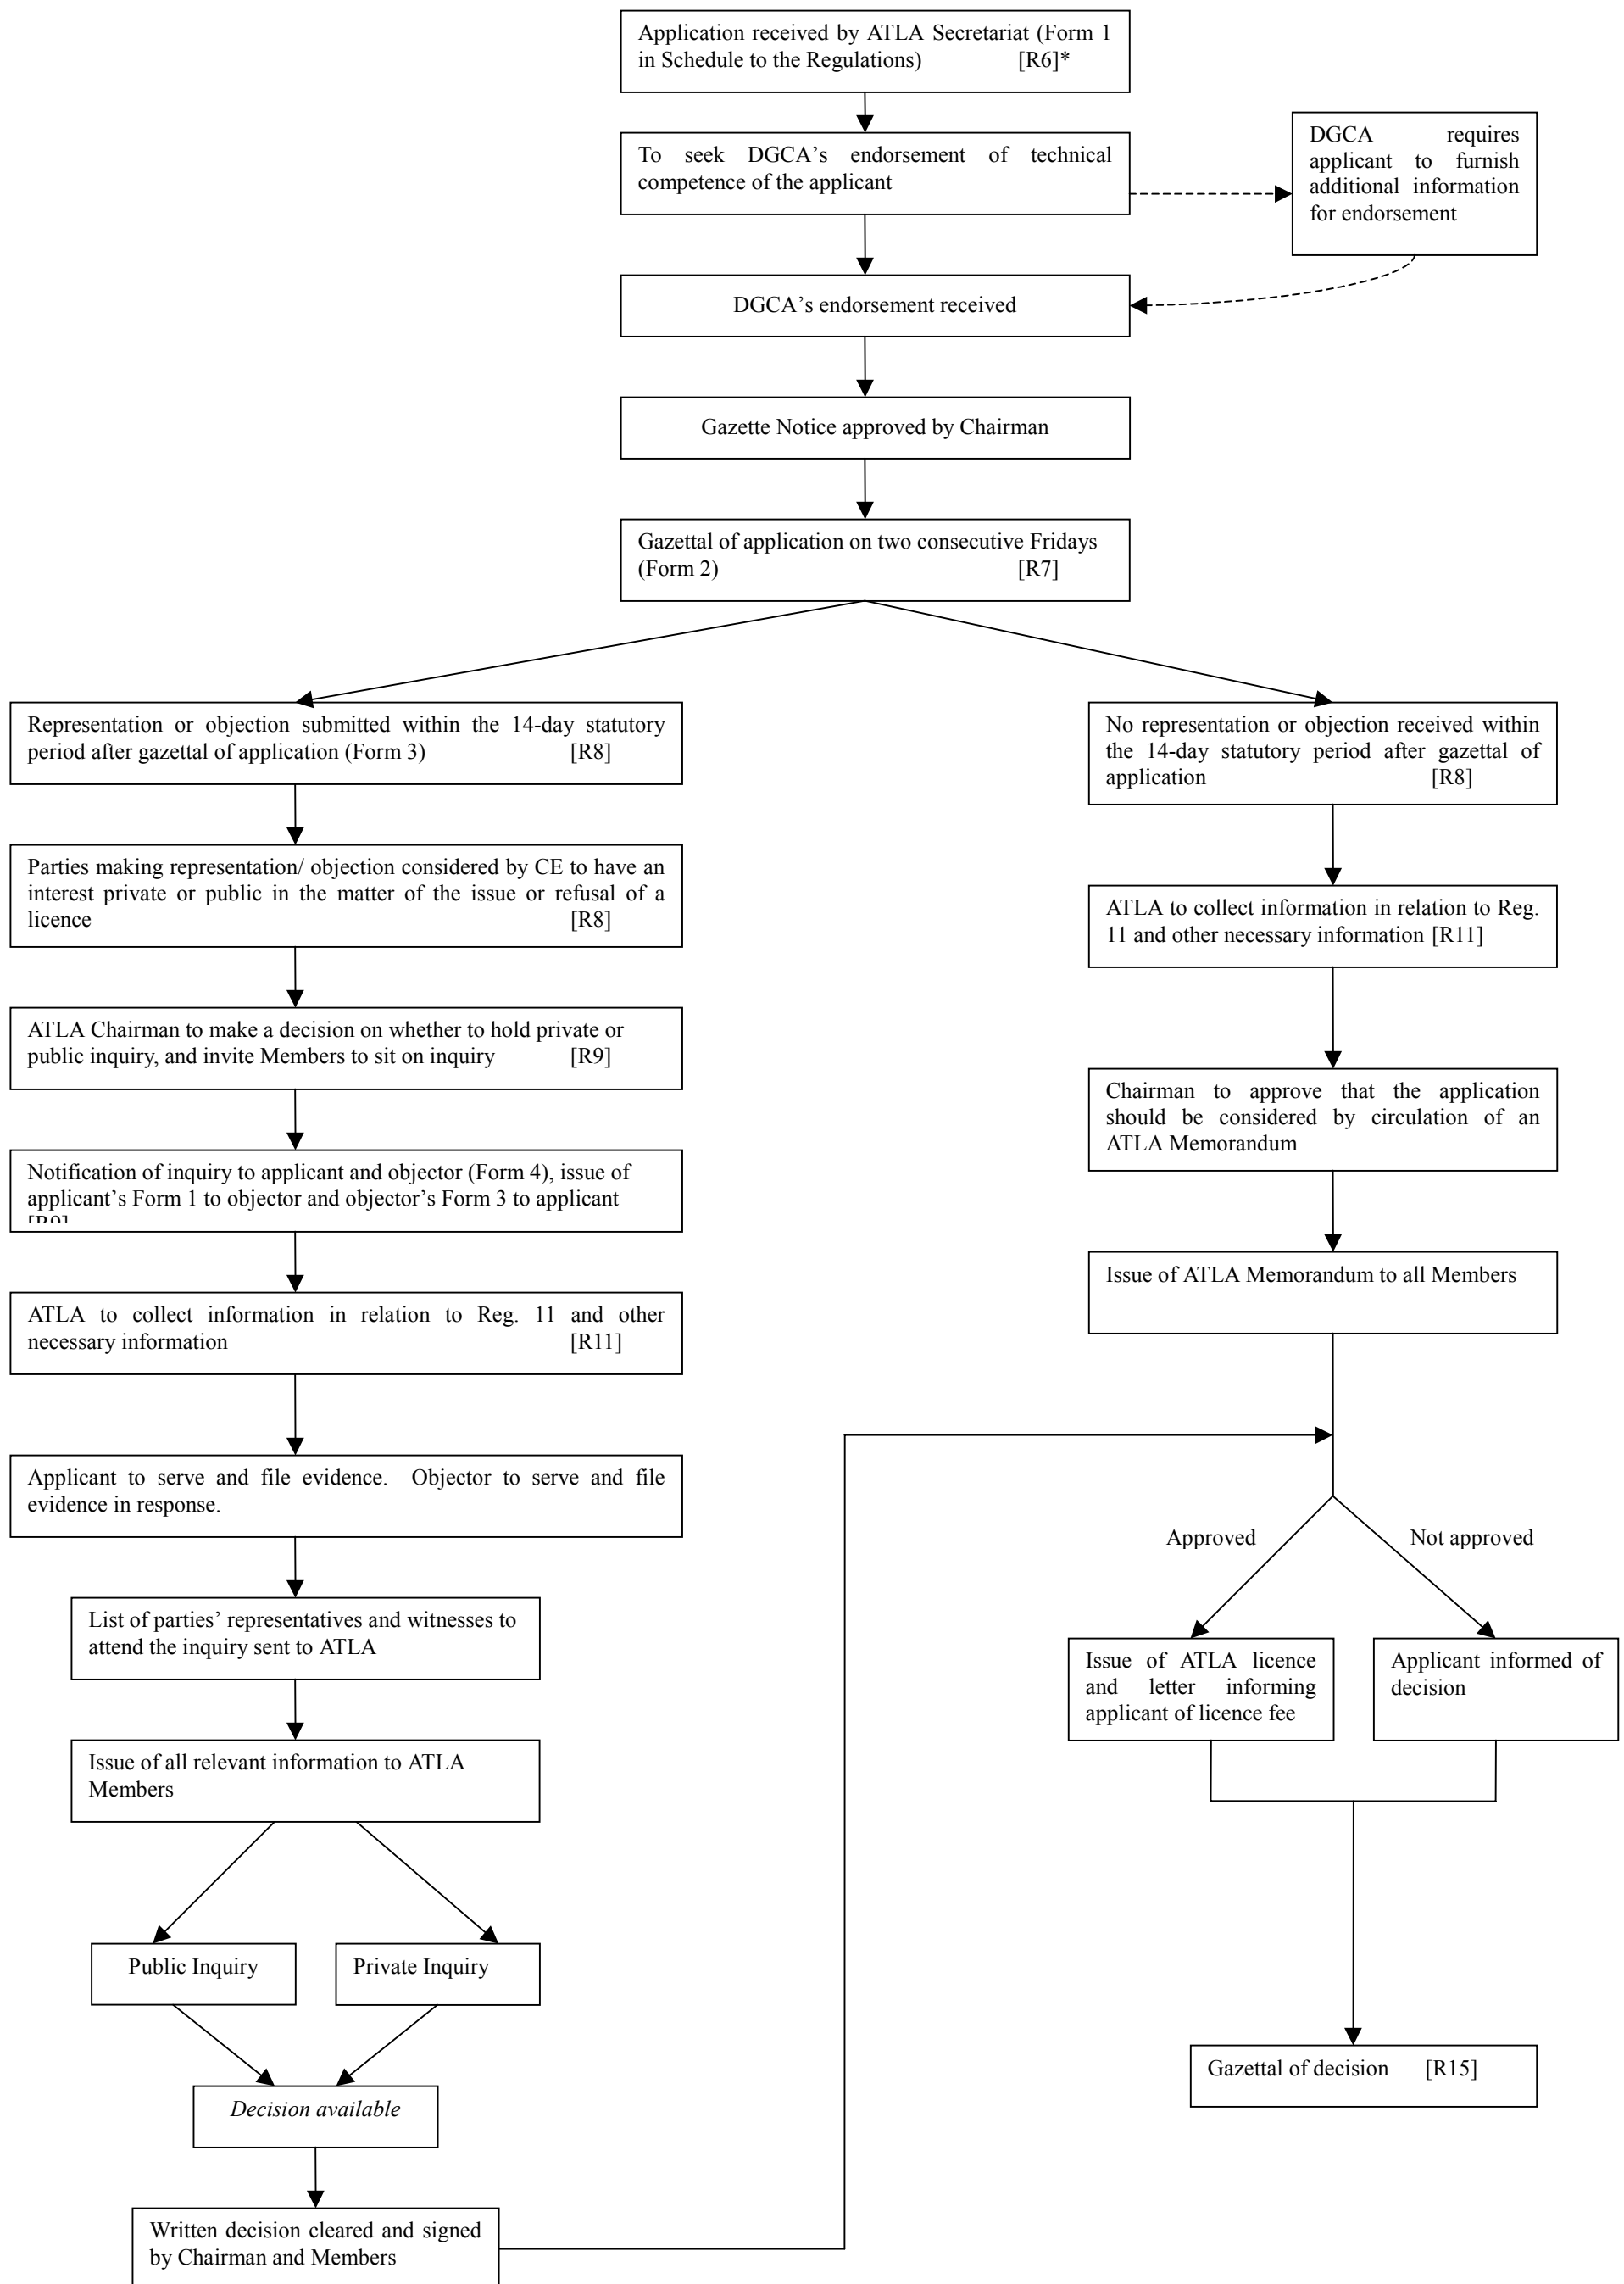 Application received by ATLA Secretariat (Form 1
in Schedule to the Regulations) [R6]*
To seek DGCA's endorsement of technical
competence of the applicant
DGCA requires
applicant to furnish
additional information
for endorsement
DGCA's endorsement received
Gazette Notice approved by Chairman
Gazettal of application on two consecutive Fridays
(Form 2) [R7]
Representation or objection submitted within the 14-day statutory
period after gazettal of application (Form 3) [R8]
Parties making representation/ objection considered by CE to have an
interest private or public in the matter of the issue or refusal of a
licence [R8]
ATLA Chairman to make a decision on whether to hold private or
public inquiry, and invite Members to sit on inquiry [R9]
Notification of inquiry to applicant and objector (Form 4), issue of
applicant's Form 1 to objector and objector's Form 3 to applicant
[R9]
ATLA to collect information in relation to Reg. 11 and other
necessary information [R11]
Applicant to serve and file evidence. Objector to serve and file
evidence in response.
List of parties' representatives and witnesses to
attend the inquiry sent to ATLA
Issue of all relevant information to ATLA
Members
Public Inquiry
Private Inquiry
Decision available
Written decision cleared and signed
by Chairman and Members
No representation or objection received within
the 14-day statutory period after gazettal of
application [R8]
ATLA to collect information in relation to Reg.
11 and other necessary information [R11]
Chairman to approve that the application
should be considered by circulation of an
ATLA Memorandum
Issue of ATLA Memorandum to all Members
Approved
Not approved
Issue of ATLA licence
and letter informing
applicant of licence fee
Applicant informed of
decision
Gazettal of decision [R15]